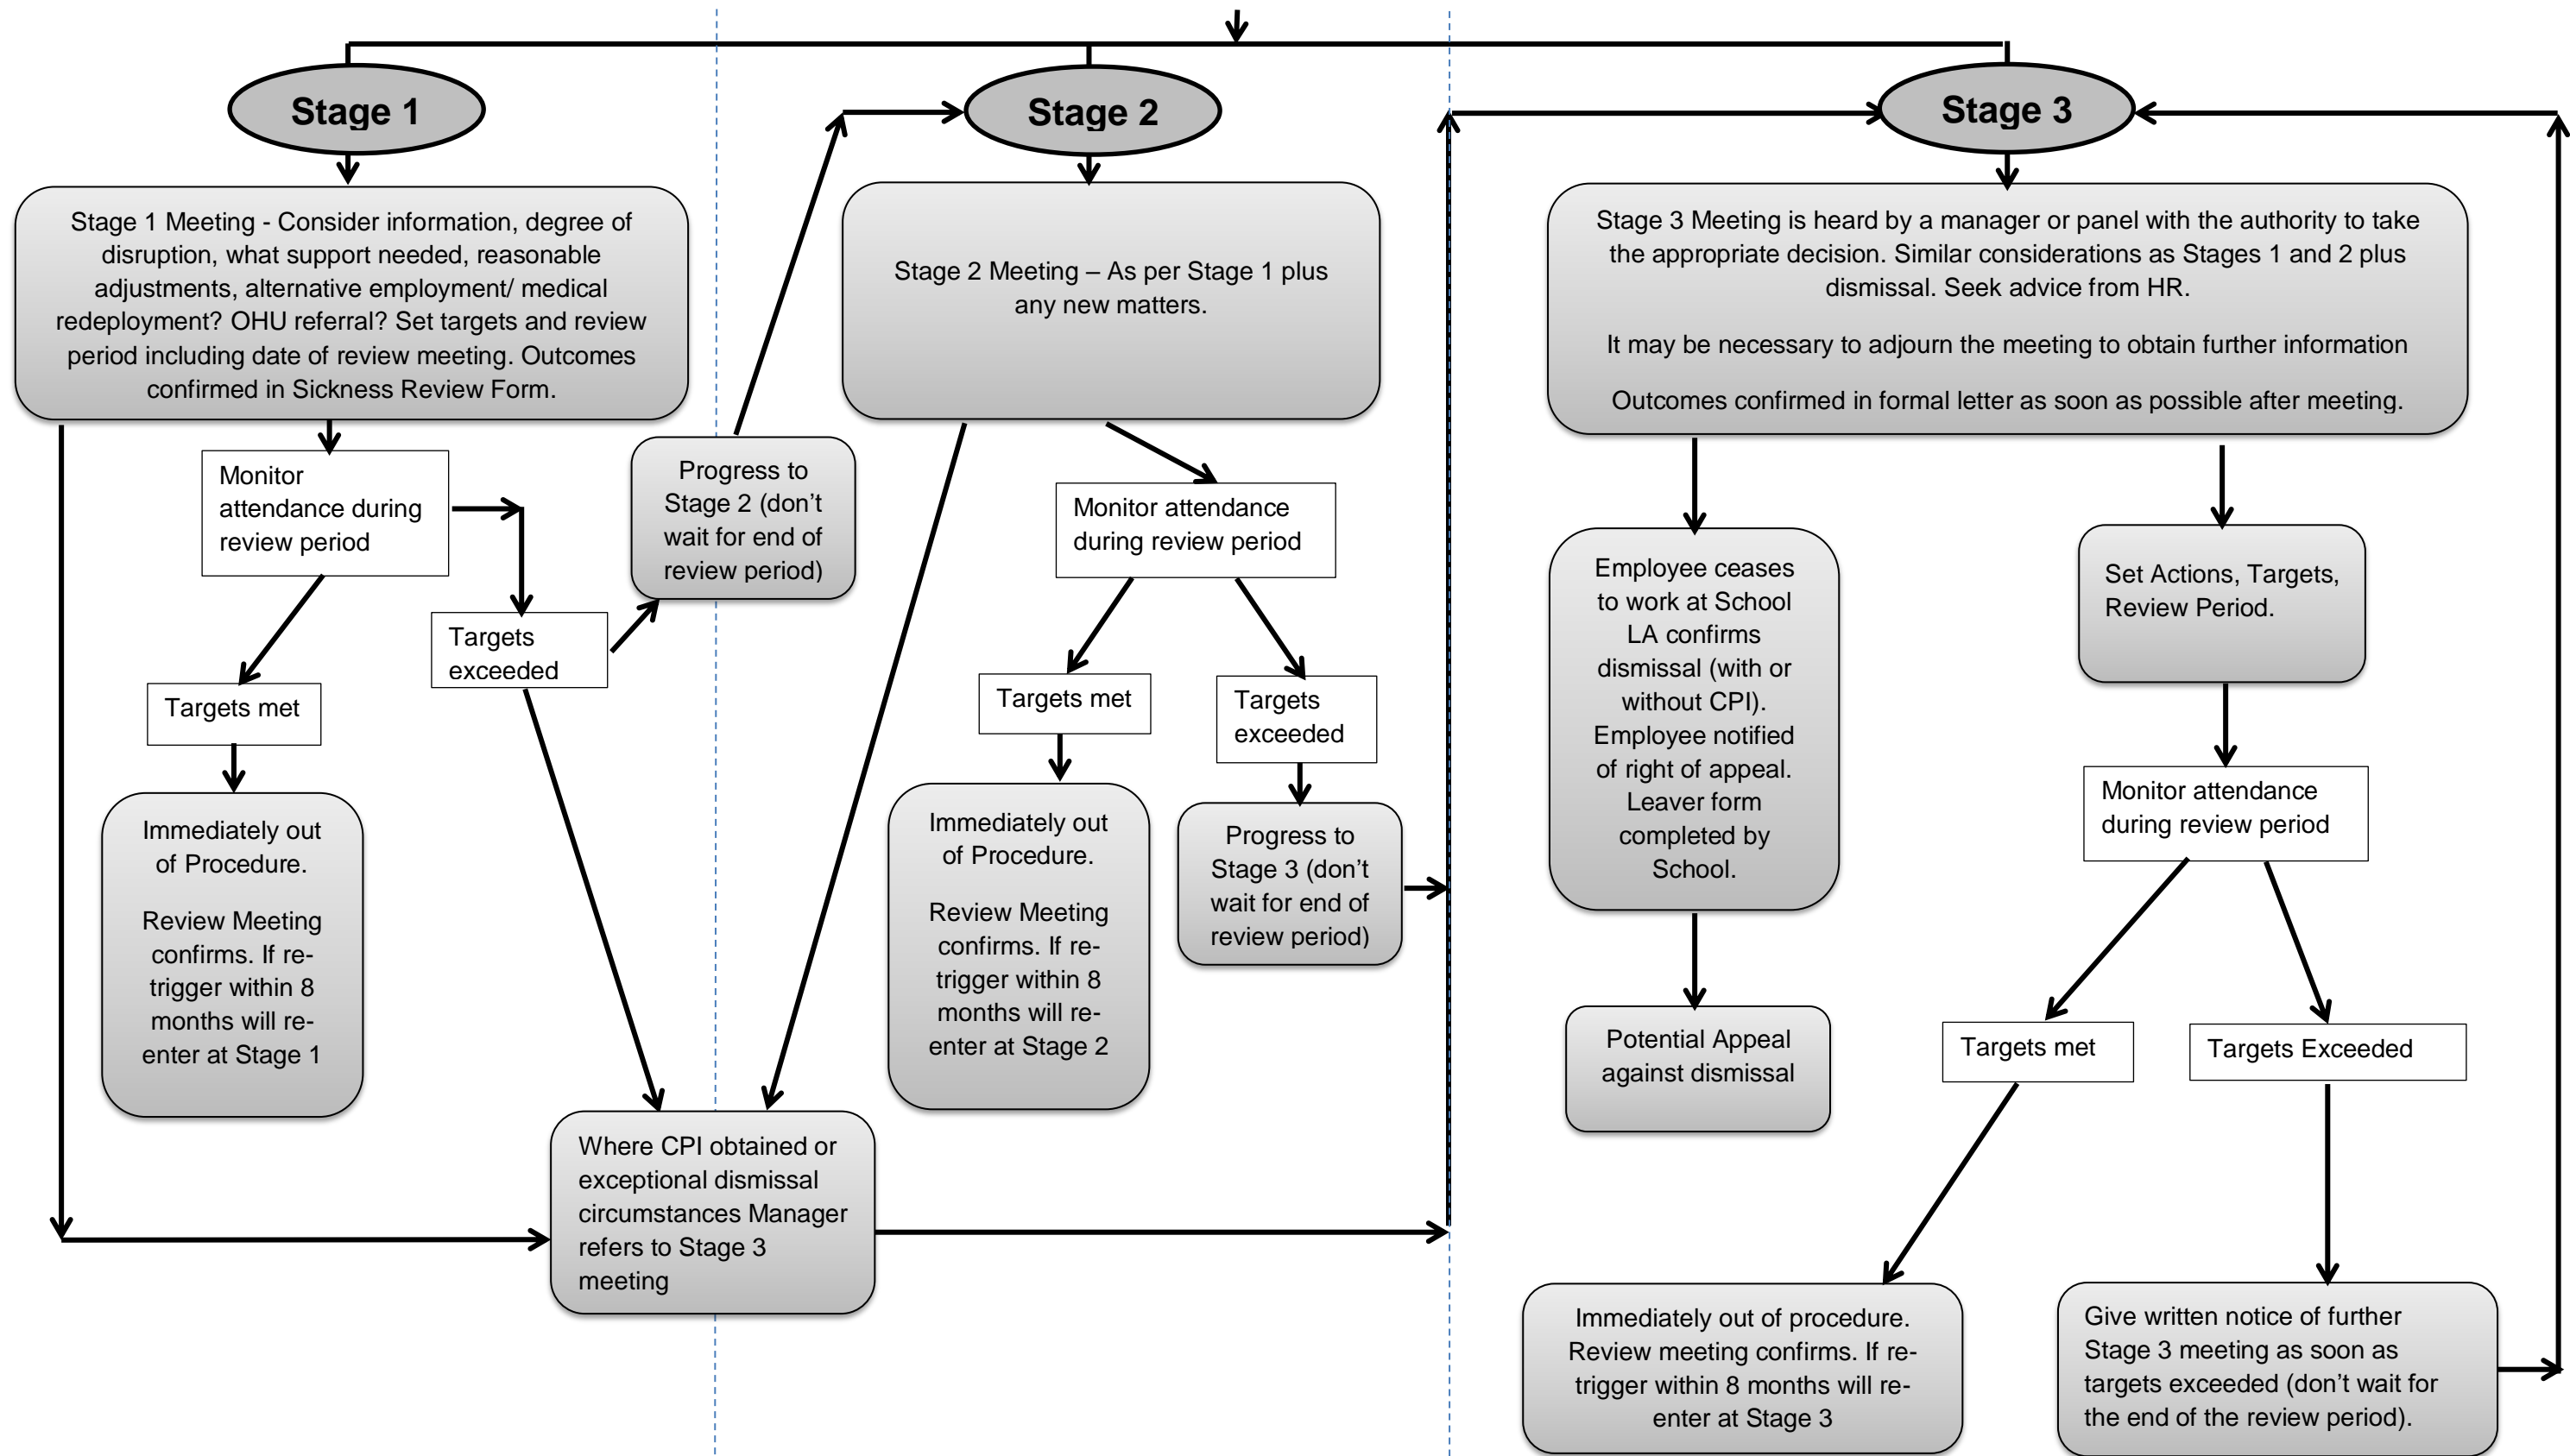 Stage 1
Stage 1 Meeting - Consider information, degree of
disruption, what support needed, reasonable
adjustments, alternative employment/ medical
redeployment? OHU referral? Set targets and review
period including date of review meeting. Outcomes
confirmed in Sickness Review Form.
Monitor
attendance during
review period
Targets
exceeded
Targets met
Immediately out
of Procedure.
Review Meeting
confirms. If re-
trigger within 8
months will re-
enter at Stage 1
Progress to
Stage 2 (don’t
wait for end of
review period)
Where CPI obtained or
exceptional dismissal
circumstances Manager
refers to Stage 3
meeting
Stage 2
Stage 2 Meeting – As per Stage 1 plus
any new matters.
Monitor attendance
during review period
Targets met
Targets
exceeded
Immediately out
of Procedure.
Review Meeting
confirms. If re-
trigger within 8
months will re-
enter at Stage 2
Progress to
Stage 3 (don’t
wait for end of
review period)
Stage 3
Stage 3 Meeting is heard by a manager or panel with the authority to take
the appropriate decision. Similar considerations as Stages 1 and 2 plus
dismissal. Seek advice from HR.
It may be necessary to adjourn the meeting to obtain further information
Outcomes confirmed in formal letter as soon as possible after meeting.
Employee ceases
to work at School
LA confirms
dismissal (with or
without CPI).
Employee notified
of right of appeal.
Leaver form
completed by
School.
Potential Appeal
against dismissal
Set Actions, Targets,
Review Period.
Monitor attendance
during review period
Targets met
Targets Exceeded
Immediately out of procedure.
Review meeting confirms. If re-
trigger within 8 months will re-
enter at Stage 3
Give written notice of further
Stage 3 meeting as soon as
targets exceeded (don’t wait for
the end of the review period).